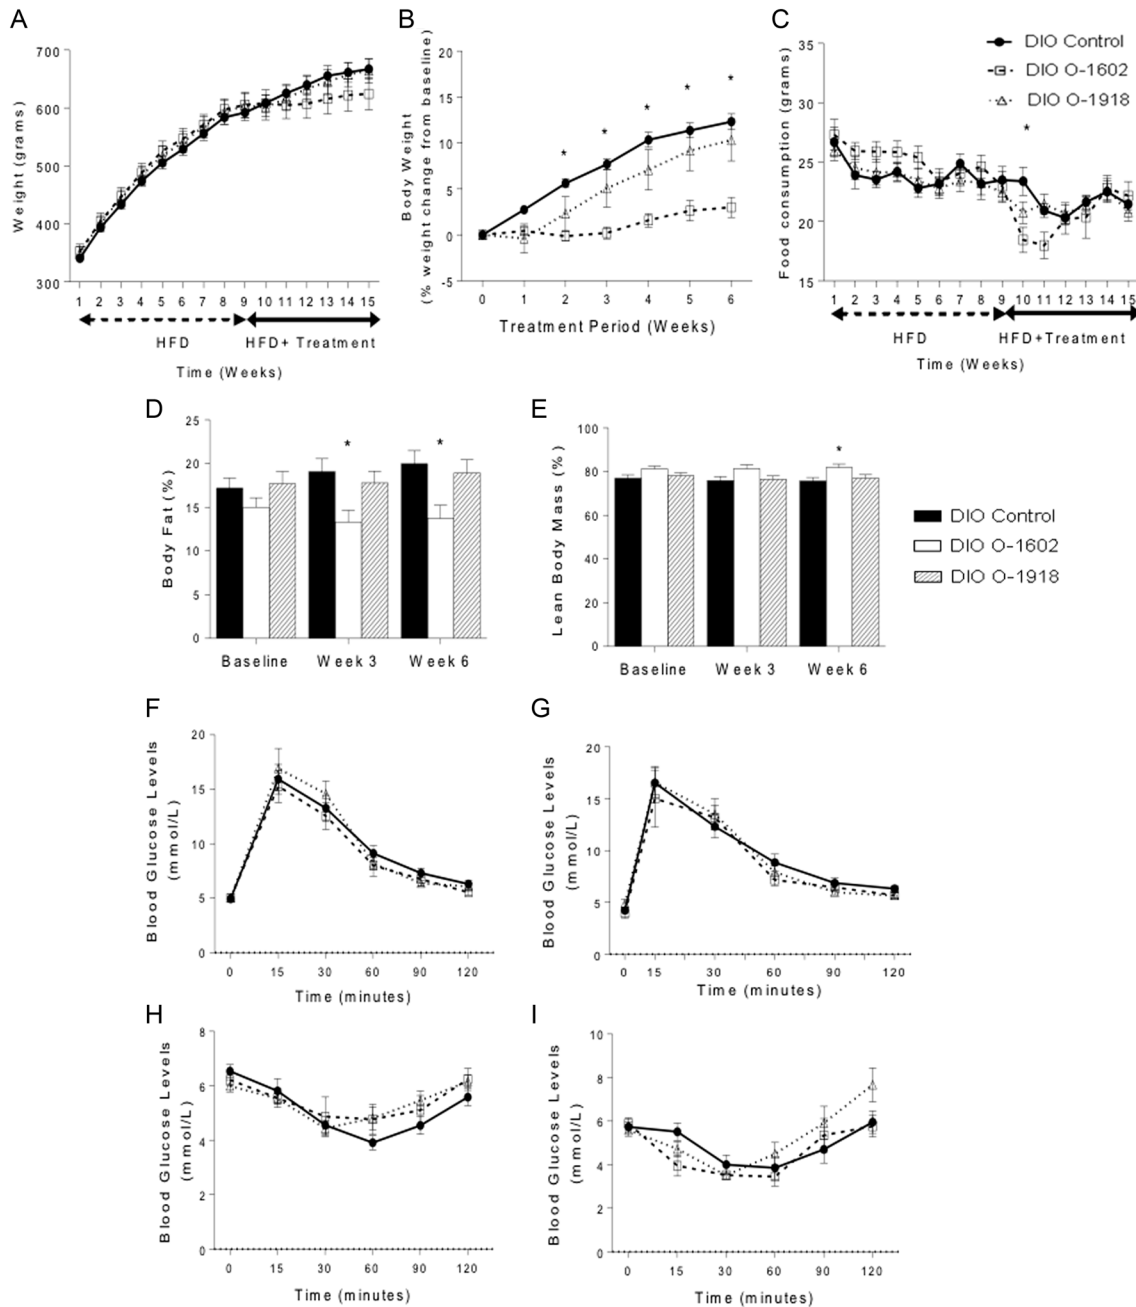 A
Weight (grams)
700
600
500
400
300
1 2 3 4 5 6 7 8 9 10 11 12 13 14 15
HFD
HFD+ Treatment
Time (Weeks)
B
Body Weight
(% weight change from baseline)
20
15
10
5
0
-5
0 1 2 3 4 5 6
* * * * *
Treatment Period (Weeks)
C
Food consumption (grams)
35
30
25
20
15
*
1 2 3 4 5 6 7 8 9 10 11 12 13 14 15
HFD
HFD+Treatment
Time (Weeks)
DIO Control
DIO O-1602
DIO O-1918
D
Body Fat (%)
25
20
15
10
5
0
* *
Baseline Week 3 Week 6
E
Lean Body Mass (%)
100
80
60
40
20
0
*
Baseline Week 3 Week 6
DIO Control
DIO O-1602
DIO O-1918
F
Blood Glucose Levels
(mmol/L)
20
15
10
5
0
0 15 30 60 90 120
Time (minutes)
G
Blood Glucose Levels
(mmol/L)
20
15
10
5
0
0 15 30 60 90 120
Time (minutes)
H
Blood Glucose Levels
(mmol/L)
8
6
4
2
0
0 15 30 60 90 120
Time (minutes)
I
Blood Glucose Levels
(mmol/L)
10
8
6
4
2
0
0 15 30 60 90 120
Time (minutes)